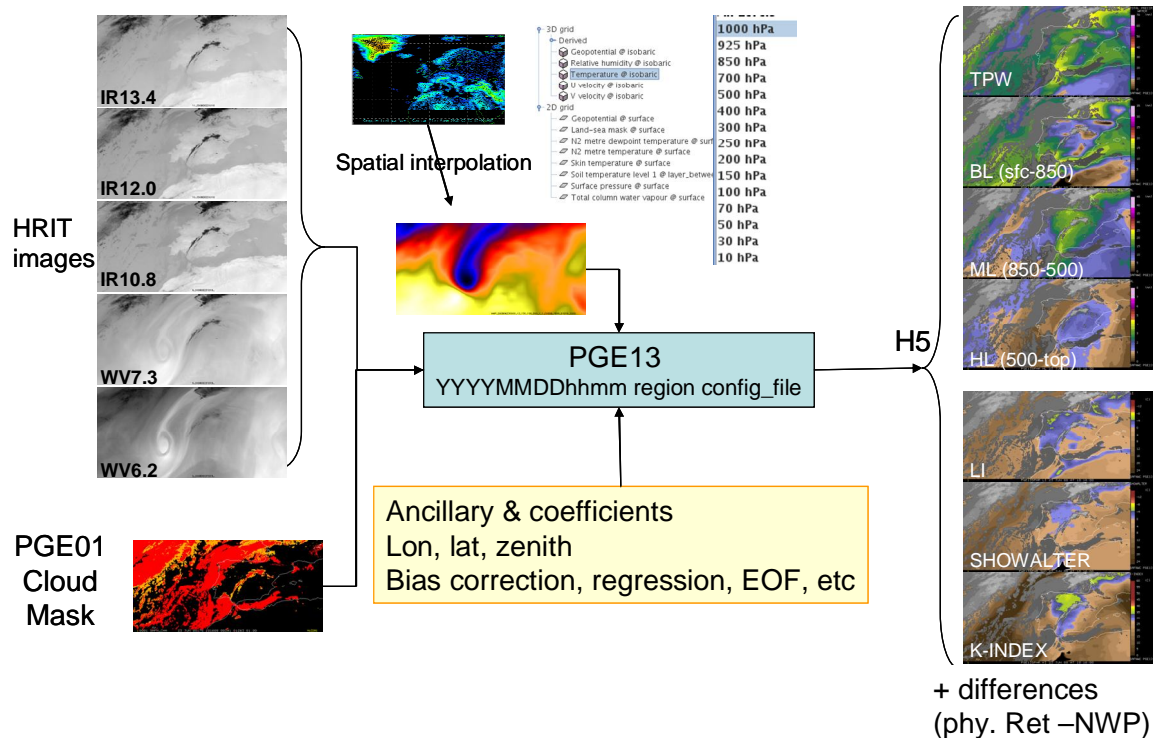 HRIT
images
IR13.4
IR12.0
IR10.8
WV7.3
WV6.2
PGE01
Cloud
Mask
Spatial interpolation
3D grid
Derived
Geopotential @ isobaric
Relative humidity @ isobaric
Temperature @ isobaric
U velocity @ isobaric
V velocity @ isobaric
2D grid
Geopotential @ surface
Land-sea mask @ surface
N2 metre dewpoint temperature @ surf
N2 metre temperature @ surface
Skin temperature @ surface
Soil temperature level 1 @ layer_betwee
Surface pressure @ surface
Total column water vapour @ surface
1000 hPa
925 hPa
850 hPa
700 hPa
500 hPa
400 hPa
300 hPa
250 hPa
200 hPa
150 hPa
100 hPa
70 hPa
50 hPa
30 hPa
10 hPa
PGE13
YYYYMMDDhhmm region config_file
Ancillary & coefficients
Lon, lat, zenith
Bias correction, regression, EOF, etc
H5
TPW
BL (sfc-850)
ML (850-500)
HL (500-top)
LI
SHOWALTER
K-INDEX
+ differences
(phy. Ret –NWP)